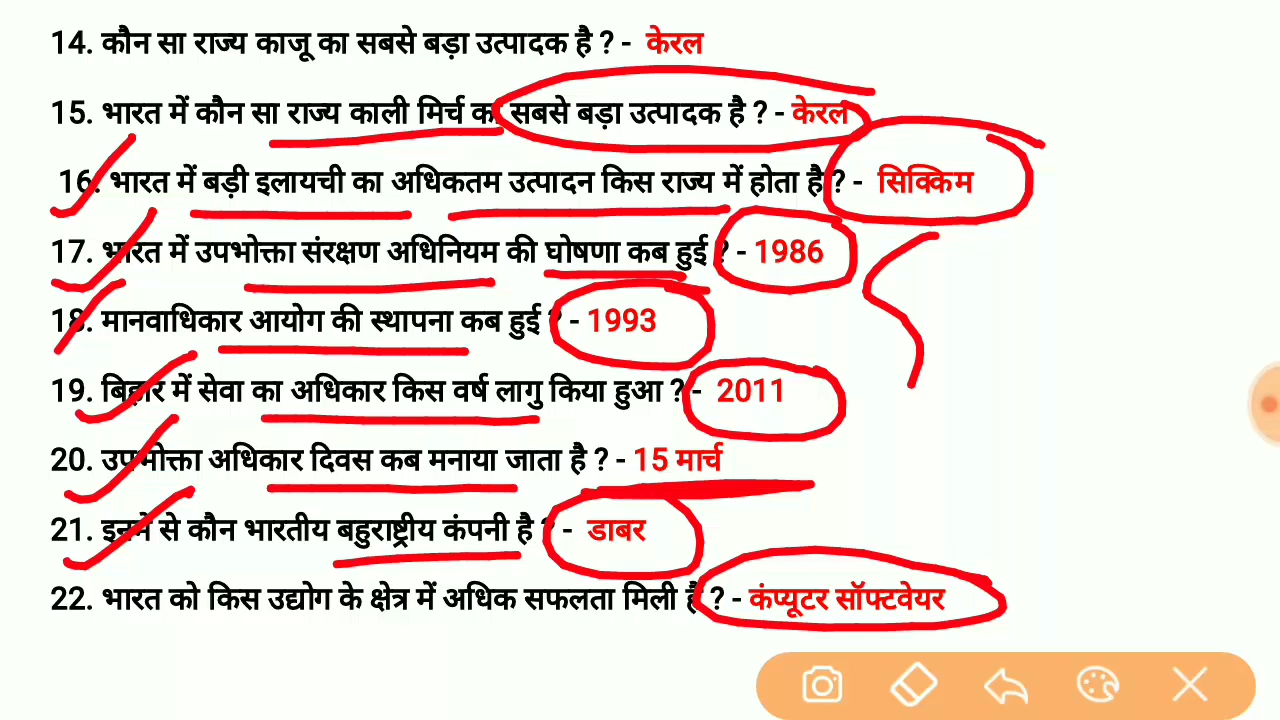 14. कौन सा राज्य काजू का सबसे बड़ा उत्पादक है ? - केरल
15. भारत में कौन सा राज्य काली मिर्च का सबसे बड़ा उत्पादक है ? - केरल
16. भारत में बड़ी इलायची का अधिकतम उत्पादन किस राज्य में होता है ? - सिक्किम
17. भारत में उपभोक्ता संरक्षण अधिनियम की घोषणा कब हुई ? - 1986
18. मानवाधिकार आयोग की स्थापना कब हुई ? - 1993
19. बिहार में सेवा का अधिकार किस वर्ष लागु किया हुआ ? - 2011
20. उपभोक्ता अधिकार दिवस कब मनाया जाता है ? - 15 मार्च
21. इनमें से कौन भारतीय बहुराष्ट्रीय कंपनी है ? - डाबर
22. भारत को किस उद्योग के क्षेत्र में अधिक सफलता मिली है ? - कंप्यूटर सॉफ्टवेयर